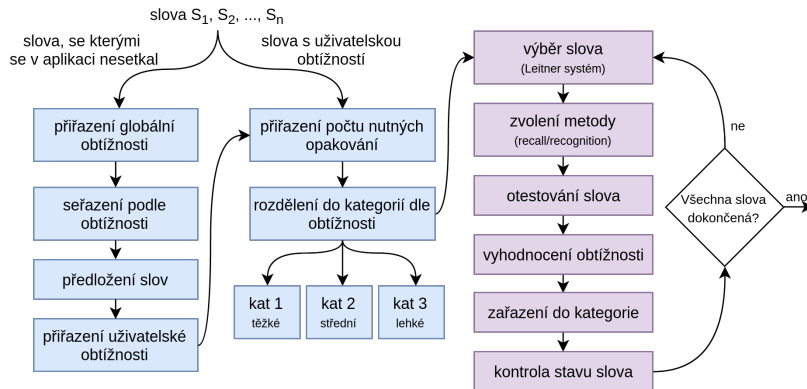 slova S1, S2, ..., Sn
slova, se kterými
se v aplikaci nesetkal
slova s uživatelskou
obtížností
přiřazení globální
obtížnosti
seřazení podle
obtížnosti
předložení slov
přiřazení uživatelské
obtížnosti
přiřazení počtu nutných
opakování
rozdělení do kategorií dle
obtížnosti
kat 1
těžké
kat 2
střední
kat 3
lehké
výběr slova
(Leitner systém)
zvolení metody
(recall/recognition)
otestování slova
vyhodnocení obtížnosti
zařazení do kategorie
kontrola stavu slova
ne
Všechna slova
dokončená?
ano